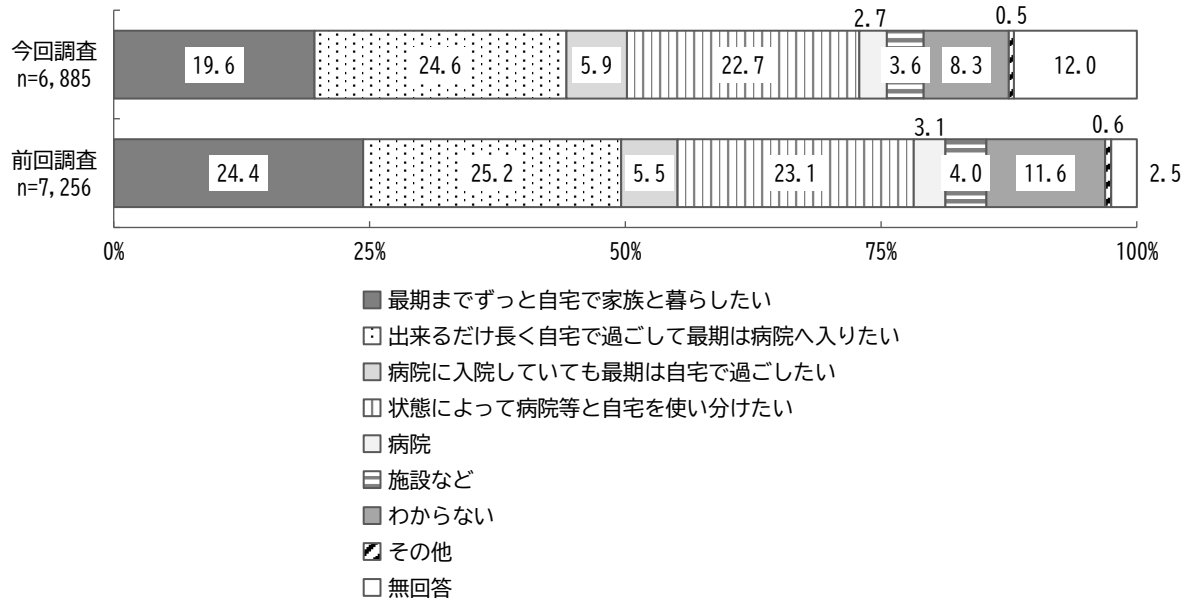 2.7
0.5
今回調査
n=6,885
19.6
24.6
5.9
22.7
3.6
8.3
12.0
3.1
0.6
前回調査
n=7,256
24.4
25.2
5.5
23.1
4.0
11.6
2.5
0%
25%
50%
75%
100%
最期までずっと自宅で家族と暮らしたい
出来るだけ長く自宅で過ごして最期は病院へ入りたい
病院に入院していても最期は自宅で過ごしたい
状態によって病院等と自宅を使い分けたい
病院
施設など
わからない
その他
無回答